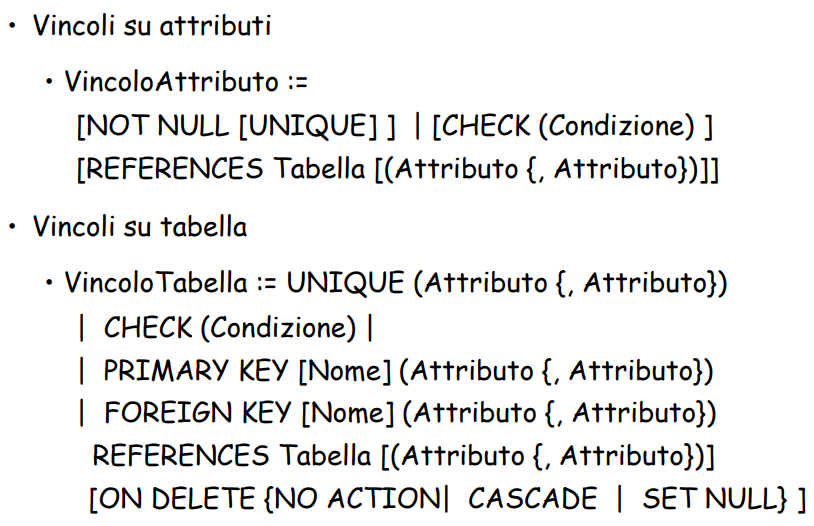 • Vincoli su attributi
• VincoloAttributo :=
[NOT NULL [UNIQUE] ] | [CHECK (Condizione) ]
[REFERENCES Tabella [(Attributo {, Attributo})]]
• Vincoli su tabella
• VincoloTabella := UNIQUE (Attributo {, Attributo})
| CHECK (Condizione) |
| PRIMARY KEY [Nome] (Attributo {, Attributo})
| FOREIGN KEY [Nome] (Attributo {, Attributo})
REFERENCES Tabella [(Attributo {, Attributo})]
[ON DELETE {NO ACTION| CASCADE | SET NULL} ]